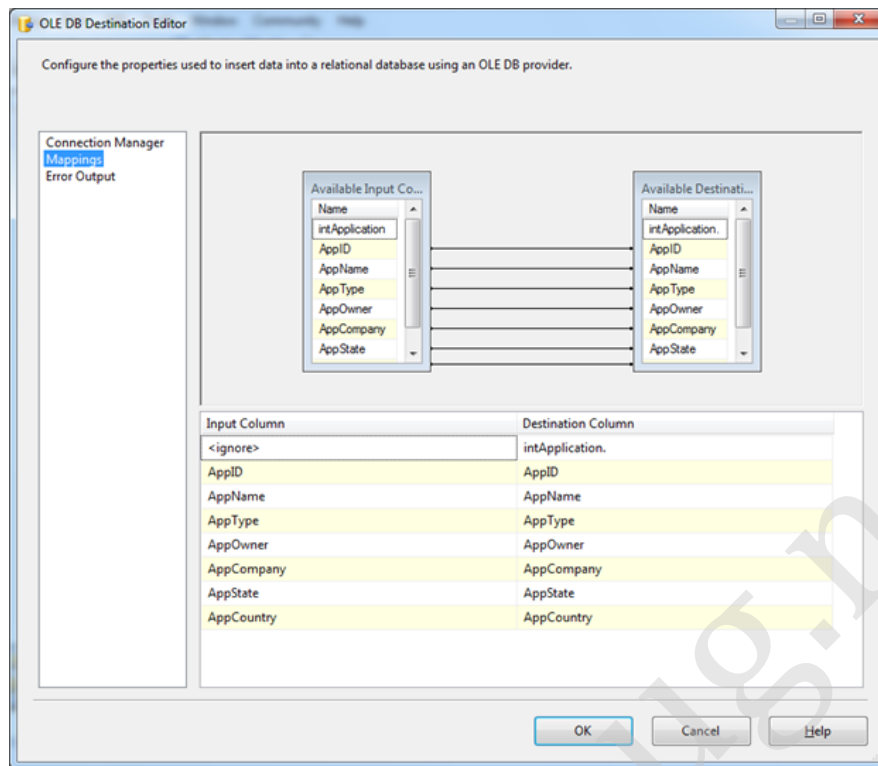 OLE DB Destination Editor
Window Community Help
Configure the properties used to insert data into a relational database using an OLE DB provider.
Connection Manager
Mappings
Error Output
Available Input Co...
Name
intApplication
AppID
AppName
AppType
AppOwner
AppCompany
AppState
Available Destinati...
Name
intApplication.
AppID
AppName
AppType
AppOwner
AppCompany
AppState
Input Column Destination Column
<ignore> intApplication.
AppID AppID
AppName AppName
AppType AppType
AppOwner AppOwner
AppCompany AppCompany
AppState AppState
AppCountry AppCountry
OK Cancel Help